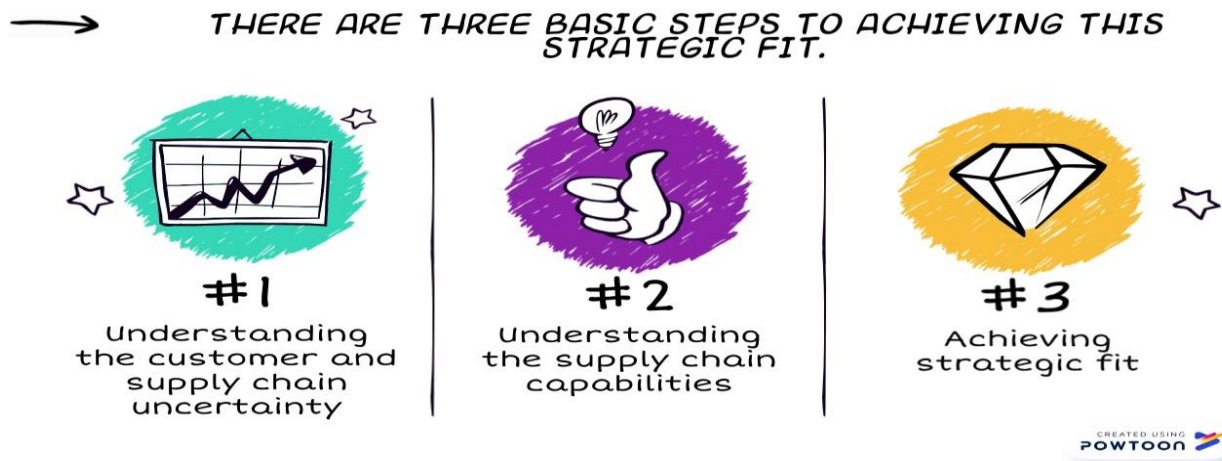 THERE ARE THREE BASIC STEPS TO ACHIEVING THIS
STRATEGIC FIT.
#1
Understanding
the customer and
supply chain
uncertainty
#2
Understanding
the supply chain
capabilities
#3
Achieving
strategic fit
CREATED USING
POWTOON